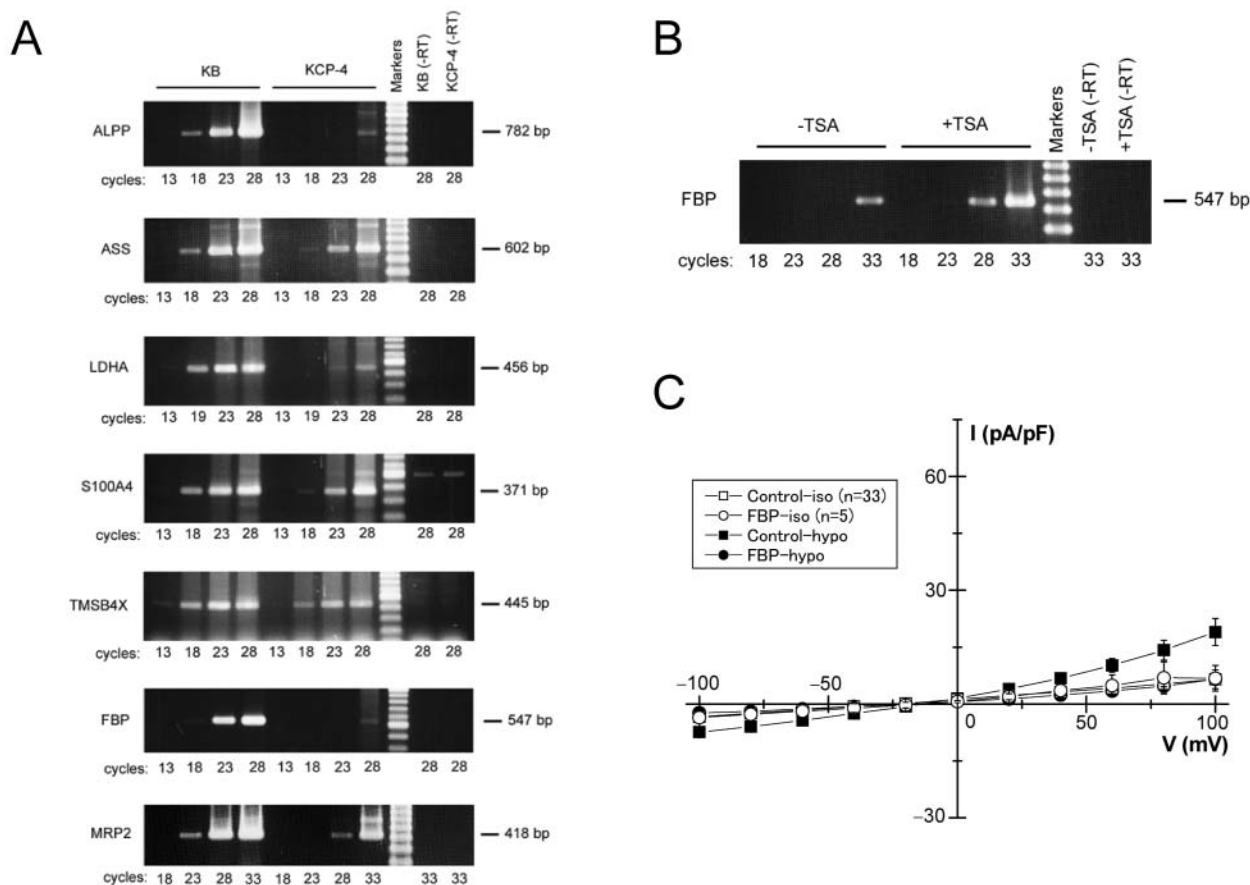 A
KB KCP-4 Markers KB (-RT) KCP-4 (-RT)
ALPP 782 bp
cycles: 13 18 23 28 13 18 23 28 28 28
ASS 602 bp
cycles: 13 18 23 28 13 18 23 28 28 28
LDHA 456 bp
cycles: 13 19 23 28 13 19 23 28 28 28
S100A4 371 bp
cycles: 13 18 23 28 13 18 23 28 28 28
TMSB4X 445 bp
cycles: 13 18 23 28 13 18 23 28 28 28
FBP 547 bp
cycles: 13 18 23 28 13 18 23 28 28 28
MRP2 418 bp
cycles: 18 23 28 33 18 23 28 33 33 33
B
-TSA +TSA Markers -TSA (-RT) +TSA (-RT)
FBP 547 bp
cycles: 18 23 28 33 18 23 28 33 33 33
C
I (pA/pF)
60
Control-iso (n=33)
FBP-iso (n=5)
Control-hypo
FBP-hypo
30
−100 −50
0 50 100
V (mV)
−30